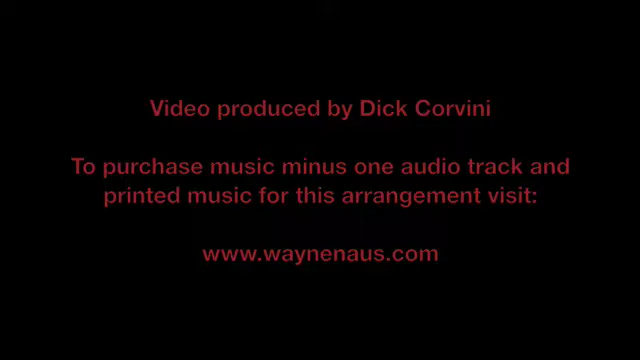 Video produced by Dick Corvini
To purchase music minus one audio track and
printed music for this arrangement visit:
www.waynenaus.com